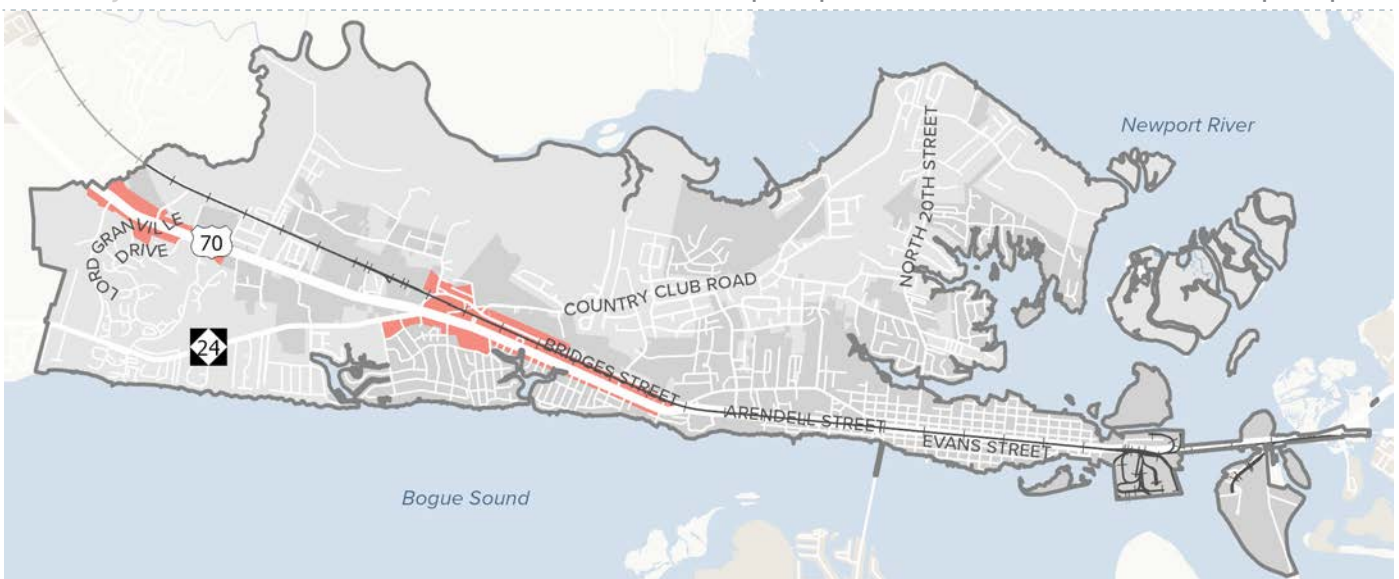 Newport River
NORTH 20TH STREET
LORD GRANVILLE
DRIVE
70
COUNTRY CLUB ROAD
24
BRIDGES STREET
ARENDELL STREET
EVANS STREET
Bogue Sound